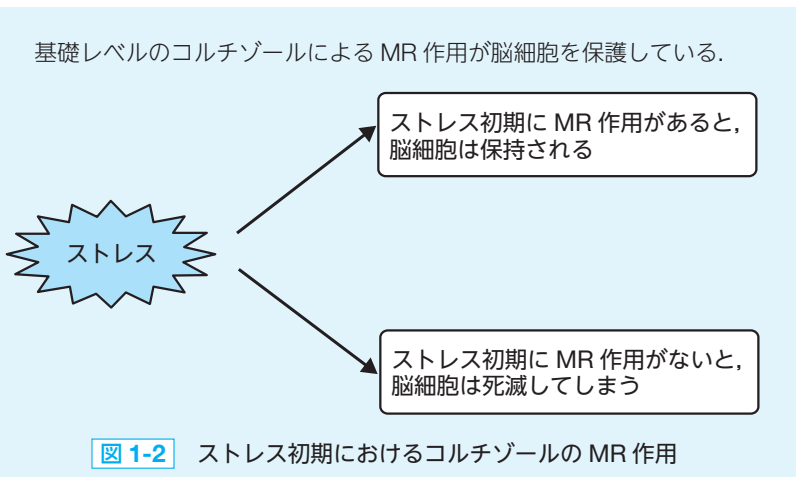 基礎レベルのコルチゾールによる MR 作用が脳細胞を保護している.
ストレス初期に MR 作用があると,
脳細胞は保持される
ストレス
ストレス初期に MR 作用がないと,
脳細胞は死滅してしまう
図 1-2 ストレス初期におけるコルチゾールの MR 作用